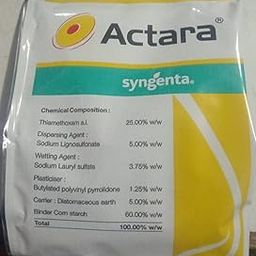 Actara®
syngenta®
Chemical Composition :
Thiamethoxam a.i. 25.00% w/w
Dispersing Agent :
Sodium Lignosulfonate 5.00% w/w
Wetting Agent :
Sodium Lauryl sulfate 3.75% w/w
Plasticiser :
Butylated polyvinyl pyrrolidone 1.25% w/w
Carrier : Diatomaceous earth 5.00% w/w
Binder Corn starch 60.00% w/w
Total 100.00% w/w